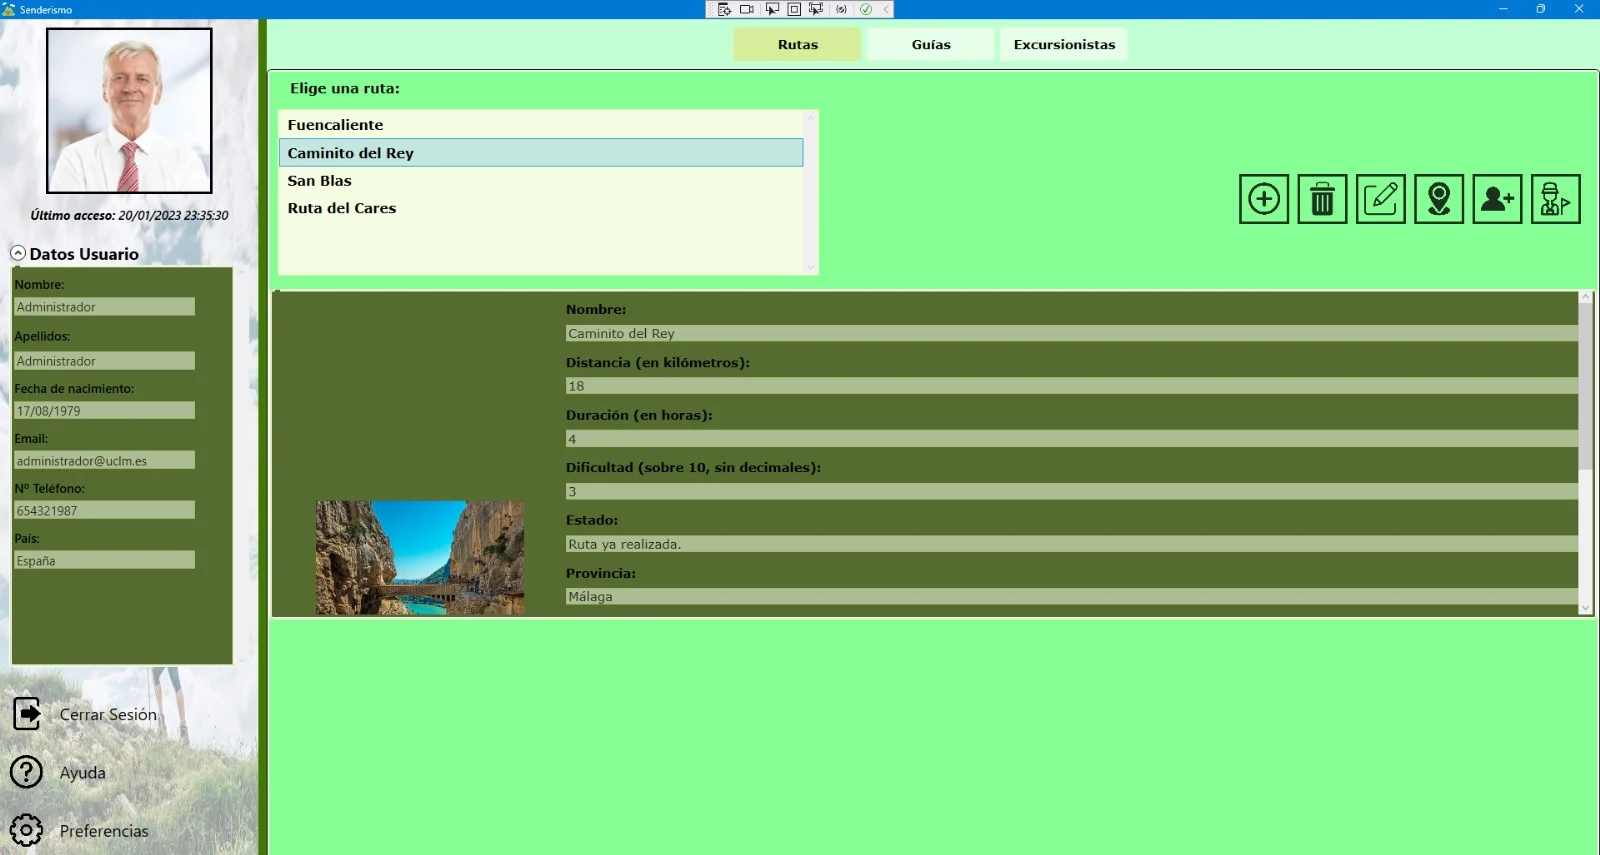 Senderismo
Último acceso: 20/01/2023 23:35:30
Datos Usuario
Nombre:
Administrador
Apellidos:
Administrador
Fecha de nacimiento:
17/08/1979
Email:
administrador@uclm.es
Nº Teléfono:
654321987
País:
España
Cerrar Sesión
Ayuda
Preferencias
Rutas
Guías
Excursionistas
Elige una ruta:
Fuencaliente
Caminito del Rey
San Blas
Ruta del Cares
Nombre:
Caminito del Rey
Distancia (en kilómetros):
18
Duración (en horas):
4
Dificultad (sobre 10, sin decimales):
3
Estado:
Ruta ya realizada.
Provincia:
Málaga